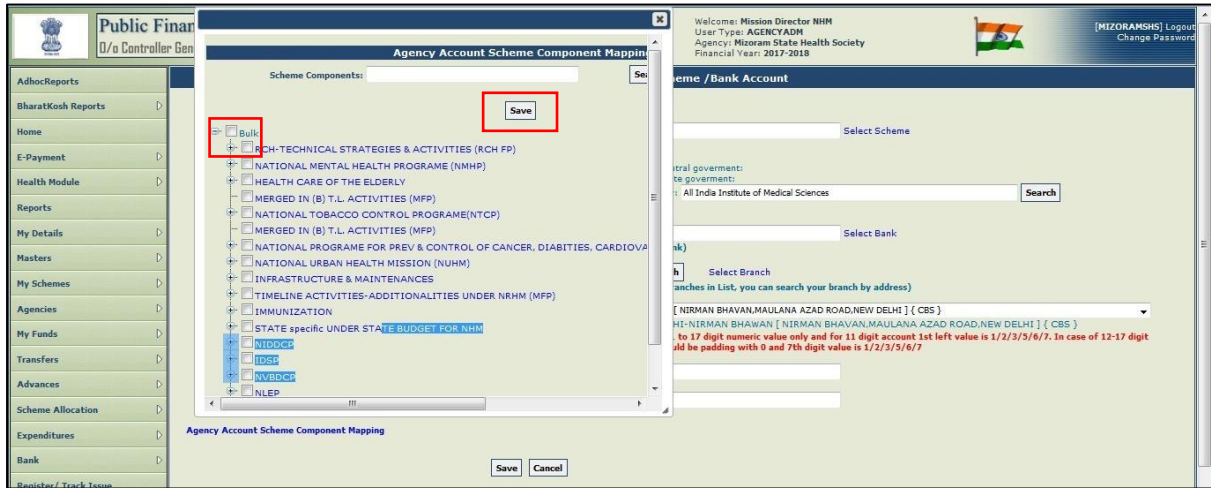 Public Finan
O/o Controller Gen
Welcome: Mission Director NHM
User Type: AGENCYADM
Agency: Mizoram State Health Society
Financial Year: 2017-2018
[MIZORAMSHS] Logout
Change Password
AdhocReports
BharatKosh Reports
Home
E-Payment
Health Module
Reports
My Details
Masters
My Schemes
Agencies
My Funds
Transfers
Advances
Scheme Allocation
Expenditures
Bank
Register/ Track Issue
Agency Account Scheme Component Mapping
Scheme Components:
Sea
Save
Bulk
RCH-TECHNICAL STRATEGIES & ACTIVITIES (RCH FP)
NATIONAL MENTAL HEALTH PROGRAME (NMHP)
HEALTH CARE OF THE ELDERLY
MERGED IN (B) T.L. ACTIVITIES (MFP)
NATIONAL TOBACCO CONTROL PROGRAME(NTCP)
MERGED IN (B) T.L. ACTIVITIES (MFP)
NATIONAL PROGRAME FOR PREV & CONTROL OF CANCER, DIABITIES, CARDIOVA
NATIONAL URBAN HEALTH MISSION (NUHM)
INFRASTRUCTURE & MAINTENANCES
TIMELINE ACTIVITIES-ADDITIONALITIES UNDER NRHM (MFP)
IMMUNIZATION
STATE specific UNDER STATE BUDGET FOR NHM
NIDDCP
IDSP
NVBDCP
NLEP
eme /Bank Account
Select Scheme
ntral goverment:
te goverment:
: All India Institute of Medical Sciences
Search
Select Bank
nk)
h Select Branch
anches in List, you can search your branch by address)
[ NIRMAN BHAVAN,MAULANA AZAD ROAD,NEW DELHI ] { CBS }
HI-NIRMAN BHAWAN [ NIRMAN BHAVAN,MAULANA AZAD ROAD,NEW DELHI ] { CBS }
to 17 digit numeric value only and for 11 digit account 1st left value is 1/2/3/5/6/7. In case of 12-17 digit
uld be padding with 0 and 7th digit value is 1/2/3/5/6/7
Agency Account Scheme Component Mapping
Save Cancel